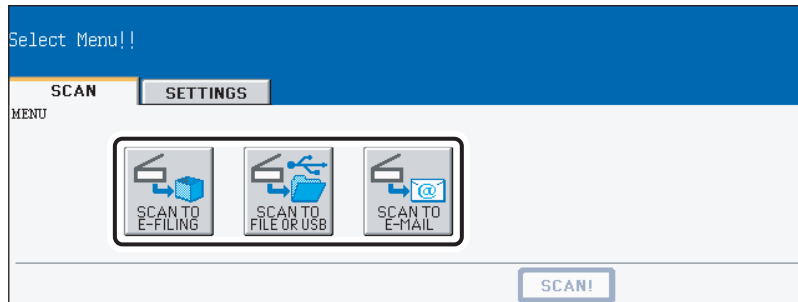 Select Menu!!
SCAN SETTINGS
MENU
SCAN TO
E-FILING
SCAN TO
FILE OR USB
@
SCAN TO
E-MAIL
SCAN!